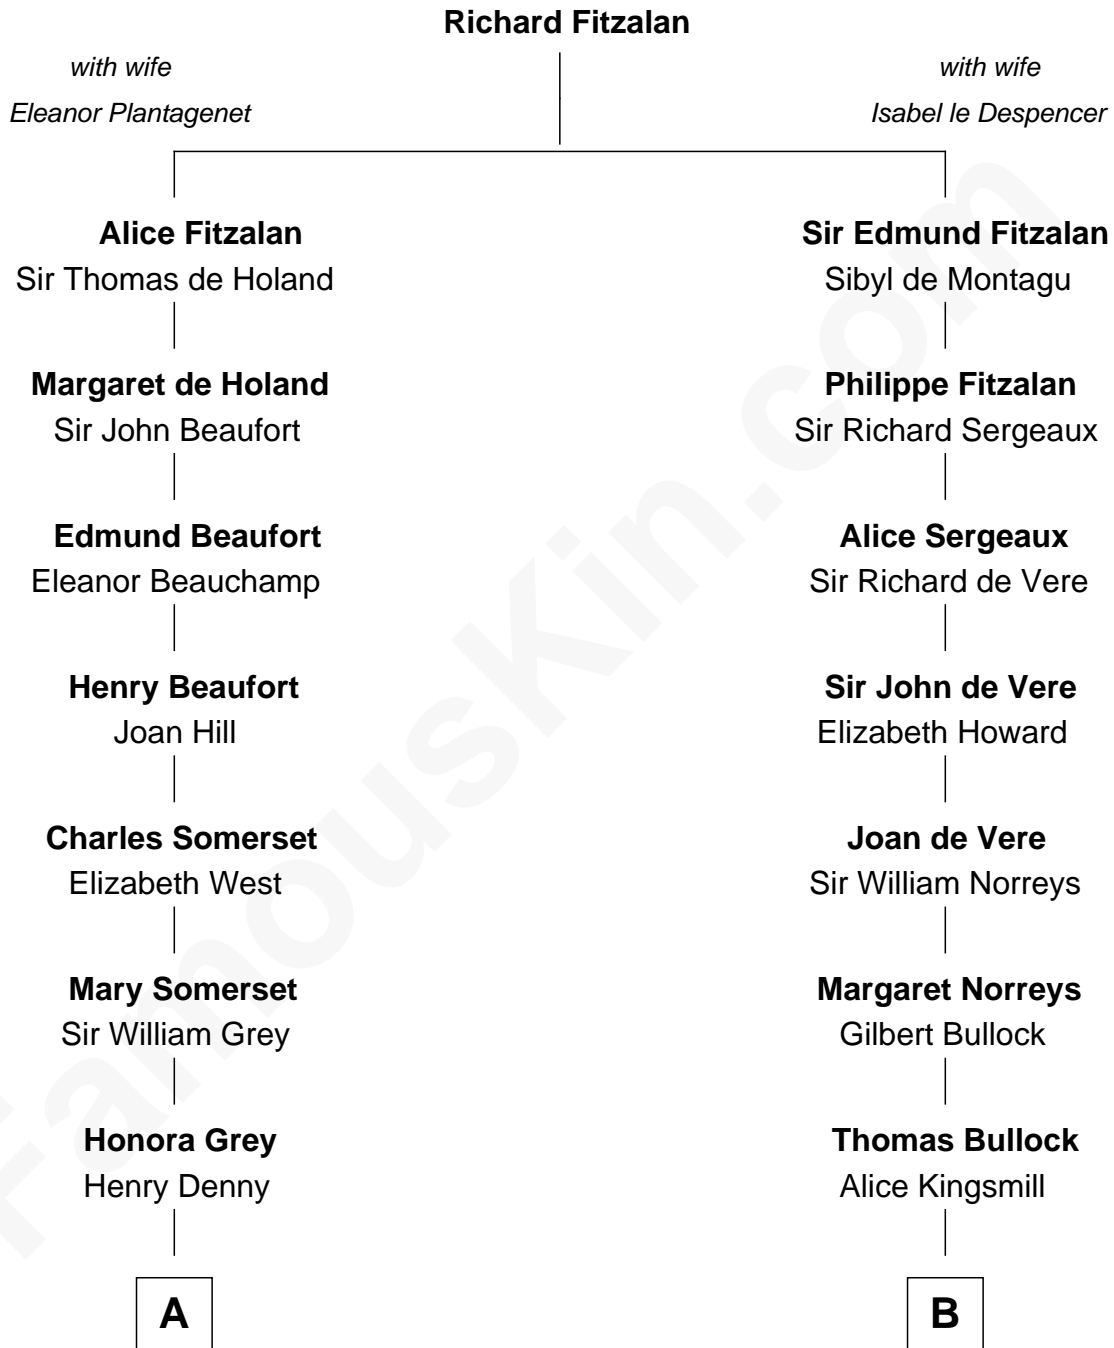 Richard Fitzalan
with wife
Eleanor Plantagenet
with wife
Isabel le Despencer
Alice Fitzalan
Sir Thomas de Holand
Sir Edmund Fitzalan
Sibyl de Montagu
Margaret de Holand
Sir John Beaufort
Philippe Fitzalan
Sir Richard Sergeaux
Edmund Beaufort
Eleanor Beauchamp
Alice Sergeaux
Sir Richard de Vere
Henry Beaufort
Joan Hill
Sir John de Vere
Elizabeth Howard
Charles Somerset
Elizabeth West
Joan de Vere
Sir William Norreys
Mary Somerset
Sir William Grey
Margaret Norreys
Gilbert Bullock
Honora Grey
Henry Denny
Thomas Bullock
Alice Kingsmill
A
B
FamousKin.com